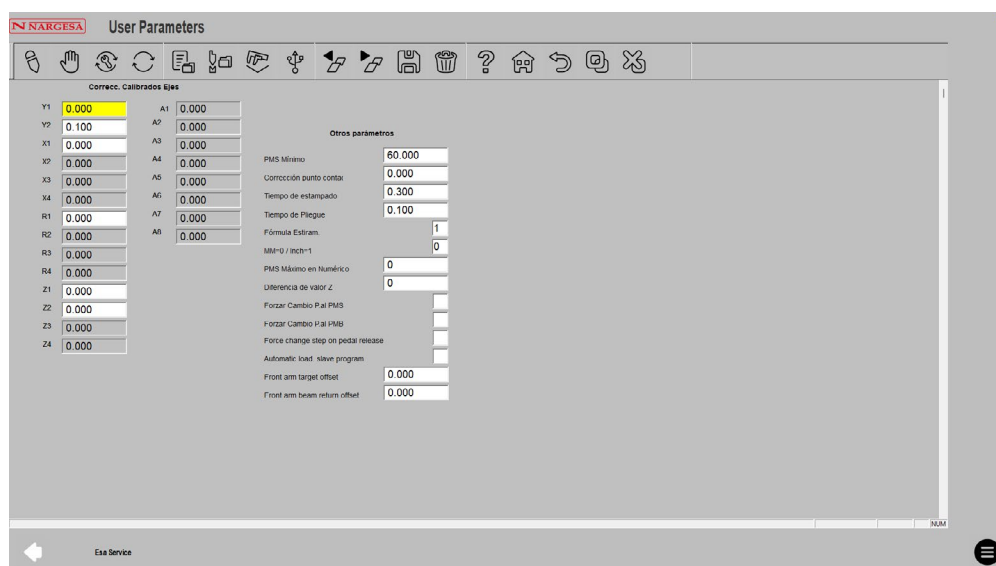 NARGESA
User Parameters
Correcc. Calibrados Ejes
Y1 0.000 A1 0.000
Y2 0.100 A2 0.000
X1 0.000 A3 0.000
X2 0.000 A4 0.000
X3 0.000 A5 0.000
X4 0.000 A6 0.000
R1 0.000 A7 0.000
R2 0.000 A8 0.000
R3 0.000
R4 0.000
Z1 0.000
Z2 0.000
Z3 0.000
Z4 0.000
Otros parámetros
PMS Mínimo 60.000
Corrección punto contac 0.000
Tiempo de estampado 0.300
Tiempo de Pliegue 0.100
Fórmula Estiram. 1
MM=0 / Inch=1 0
PMS Máximo en Numérico 0
Diferencia de valor Z 0
Forzar Cambio P.al PMS
Forzar Cambio P.al PMB
Force change step on pedal release
Automatic load slave program
Front arm target offset 0.000
Front arm beam return offset 0.000
NUM
Esa Service